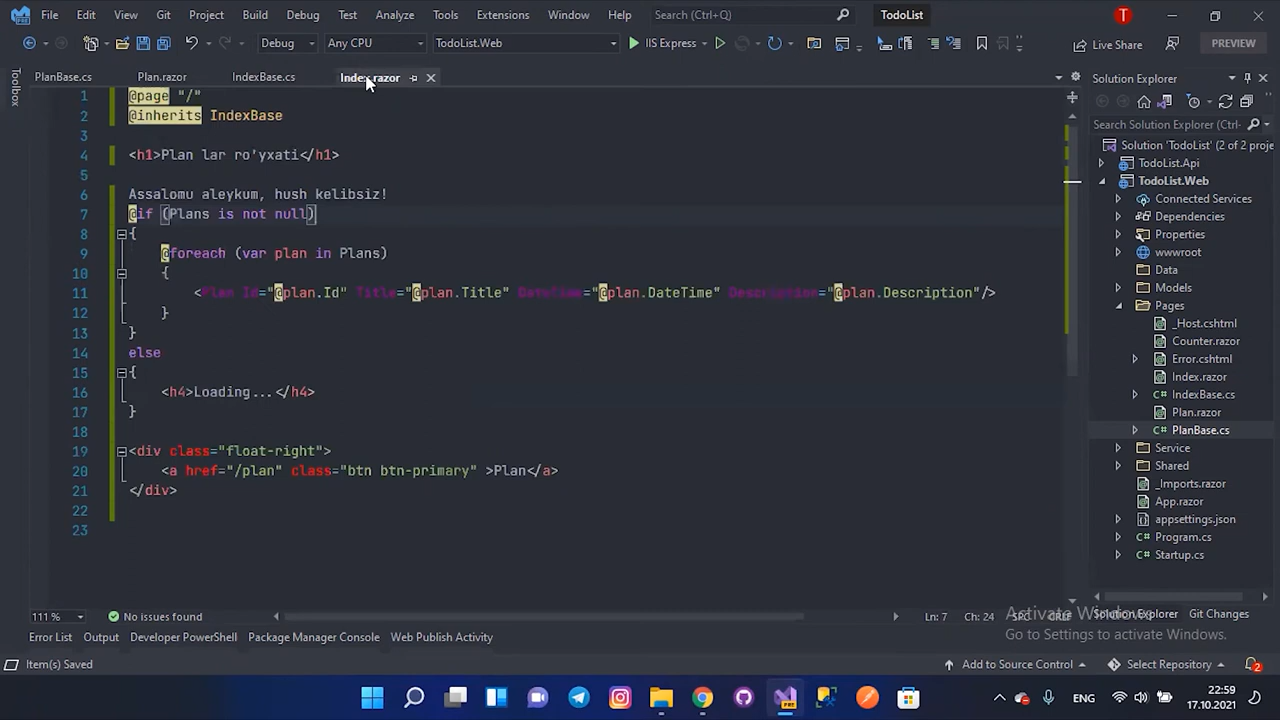 File Edit View Git Project Build Debug Test Analyze Tools Extensions Window Help Search (Ctrl+Q) TodoList T
Debug Any CPU TodoList.Web IIS Express Live Share PREVIEW
Toolbox
PlanBase.cs Plan.razor IndexBase.cs Index.razor
1 @page "/"
2 @inherits IndexBase
3
4 <h1>Plan lar ro'yxati</h1>
5
6 Assalomu aleykum, hush kelibsiz!
7 @if (Plans is not null)
8 {
9 @foreach (var plan in Plans)
10 {
11 <Plan Id="@plan.Id" Title="@plan.Title" DateTime="@plan.DateTime" Description="@plan.Description"/>
12 }
13 }
14 else
15 {
16 <h4>Loading...</h4>
17 }
18
19 <div class="float-right">
20 <a href="/plan" class="btn btn-primary" >Plan</a>
21 </div>
22
23
Solution Explorer
Search Solution Explorer (Ctrl+
Solution 'TodoList' (2 of 2 proje
TodoList.Api
TodoList.Web
Connected Services
Dependencies
Properties
wwwroot
Data
Models
Pages
_Host.cshtml
Counter.razor
Error.cshtml
Index.razor
C# IndexBase.cs
Plan.razor
C# PlanBase.cs
Service
Shared
_Imports.razor
App.razor
appsettings.json
C# Program.cs
C# Startup.cs
111 % No issues found Ln: 7 Ch: 24 SPC CRLF
Solution Explorer Git Changes
Activate Windows
Go to Settings to activate Windows.
Error List Output Developer PowerShell Package Manager Console Web Publish Activity
Item(s) Saved Add to Source Control Select Repository 2
PRE ENG 22:59
17.10.2021